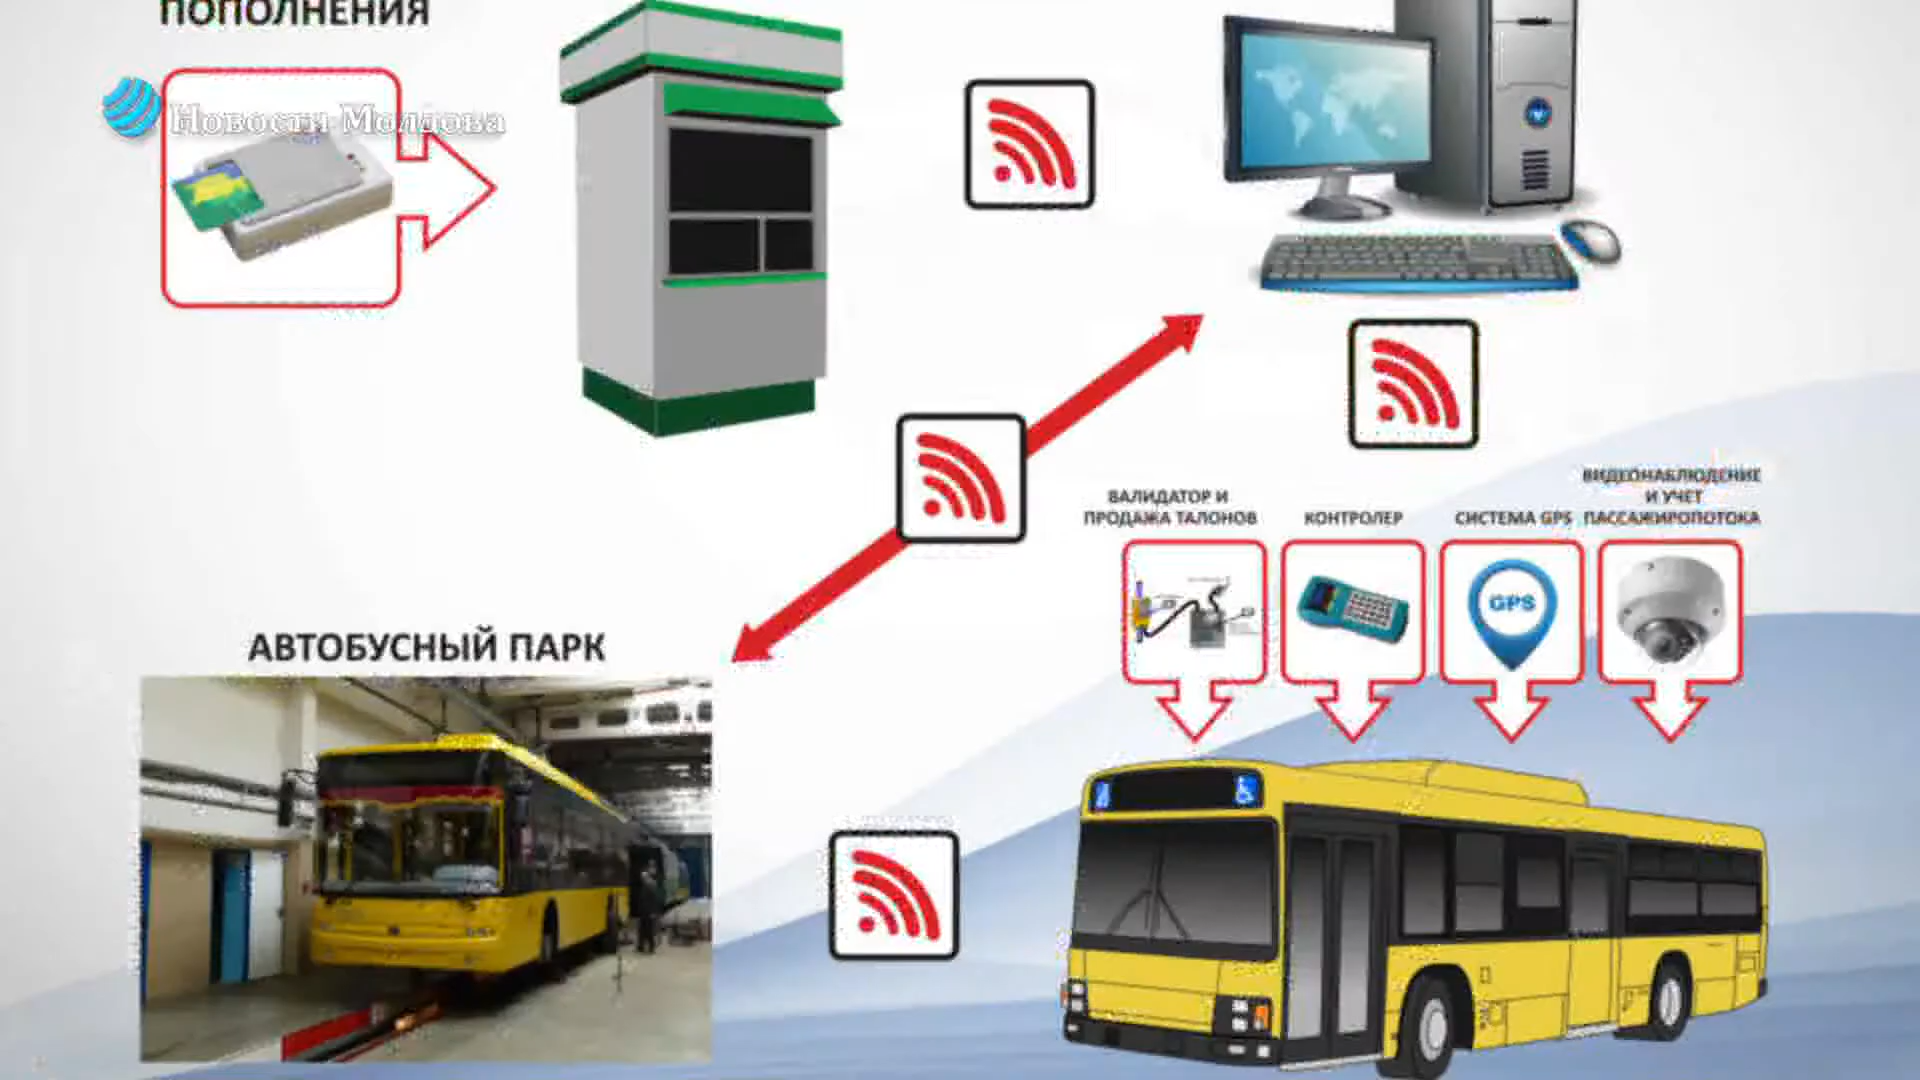 ПОПОЛНЕНИЯ
Новости Молдова
ВИДЕОНАБЛЮДЕНИЕ
И УЧЕТ
ПАССАЖИРОПОТОКА
ВАЛИДАТОР И
ПРОДАЖА ТАЛОНОВ
КОНТРОЛЕР
СИСТЕМА GPS
GPS
АВТОБУСНЫЙ ПАРК